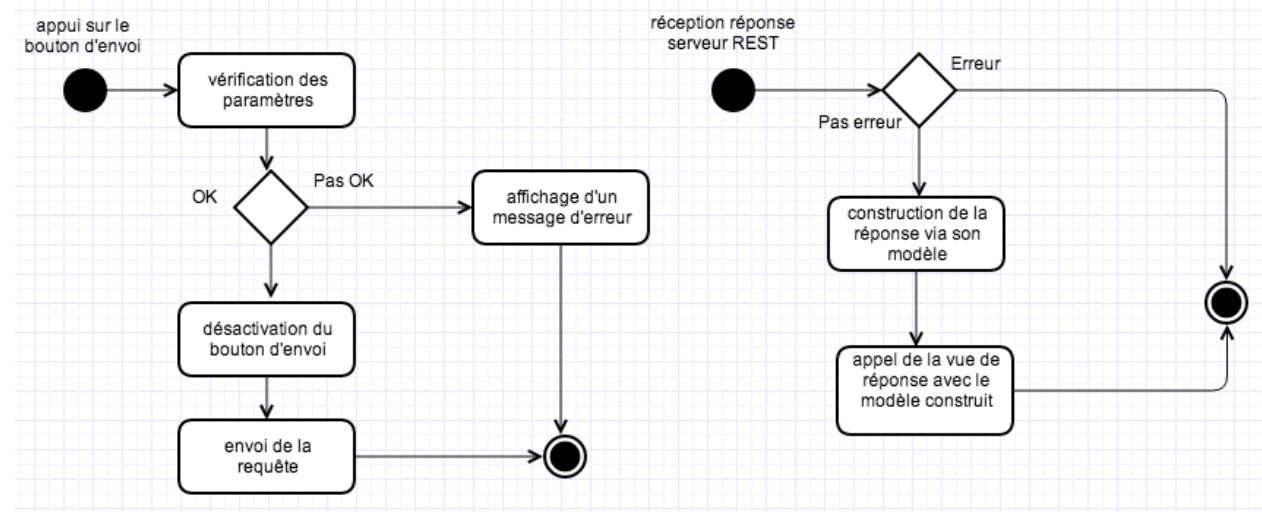 appui sur le
bouton d'envoi
vérification des
paramètres
OK
Pas OK
affichage d'un
message d'erreur
désactivation du
bouton d'envoi
envoi de la
requête
réception réponse
serveur REST
Erreur
Pas erreur
construction de la
réponse via son
modèle
appel de la vue de
réponse avec le
modèle construit